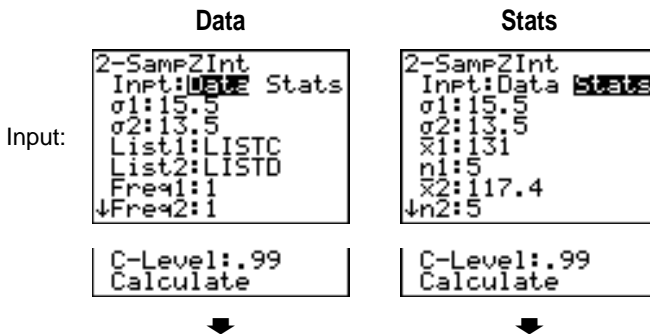 Data
Stats
Input:
2-SampZInt
Inpt:Data Stats
σ1:15.5
σ2:13.5
List1:LISTC
List2:LISTD
Freq1:1
↓Freq2:1
C-Level:.99
Calculate
2-SampZInt
Inpt:Data Stats
σ1:15.5
σ2:13.5
x̄1:131
n1:5
x̄2:117.4
↓n2:5
C-Level:.99
Calculate